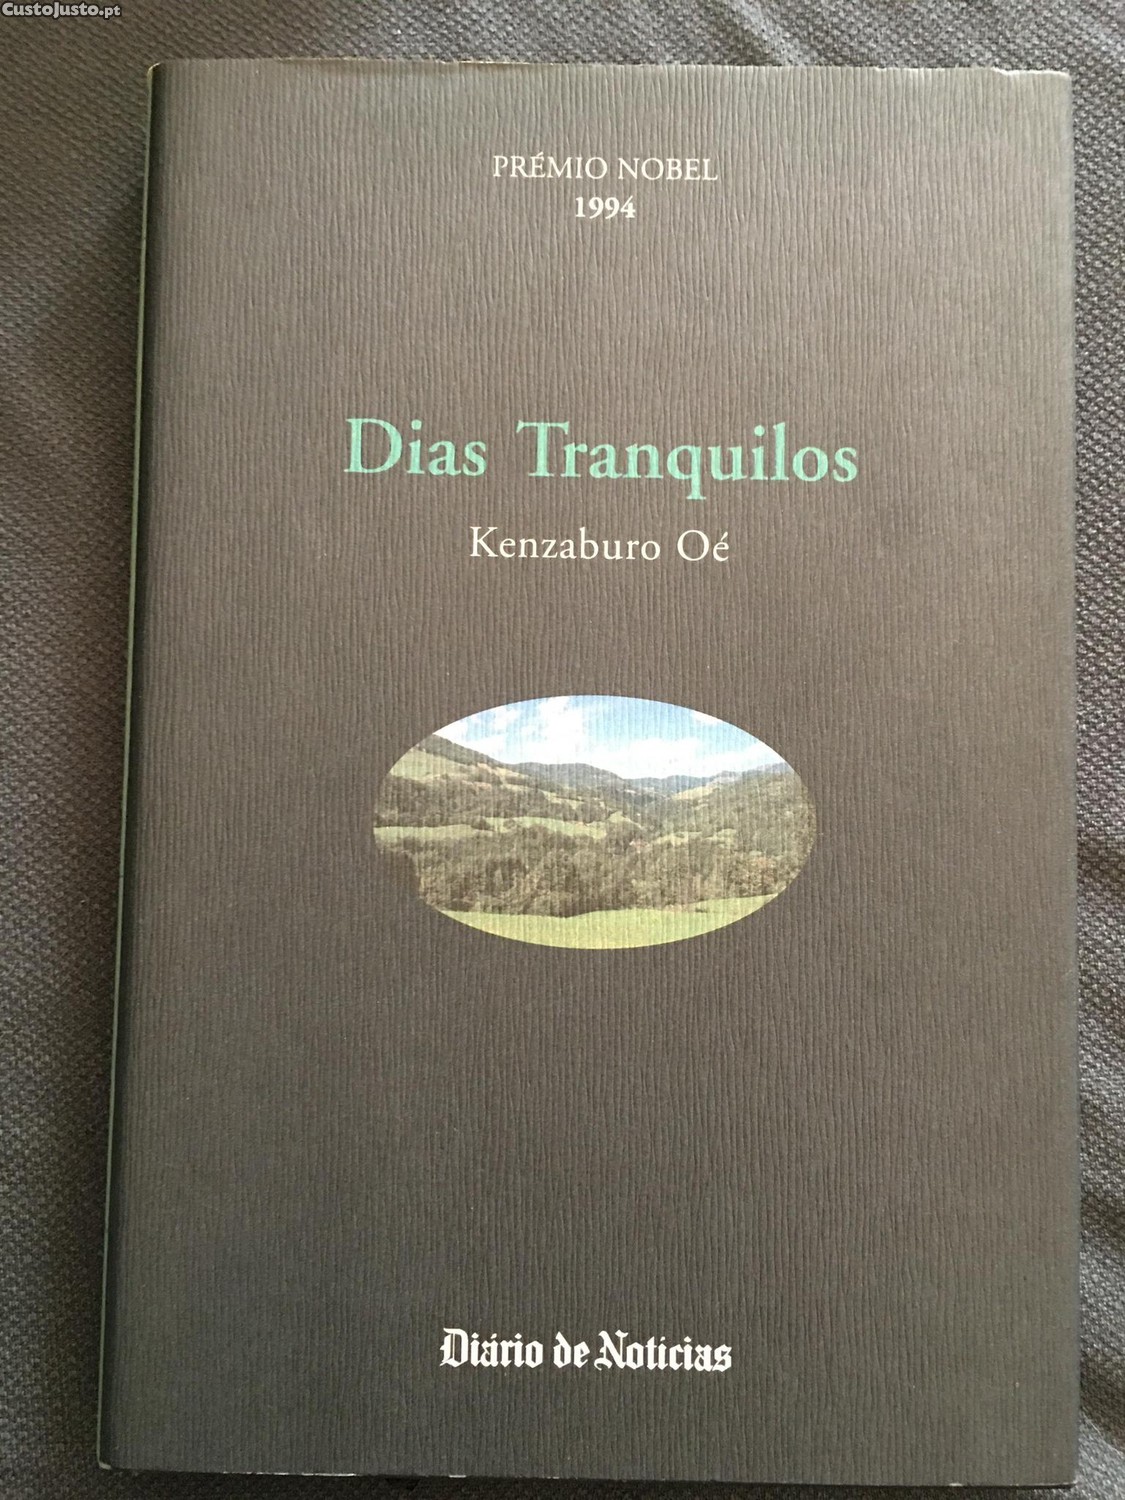 CustoJusto.pt
PRÉMIO NOBEL
1994
Dias Tranquilos
Kenzaburo Oé
Diário de Notícias